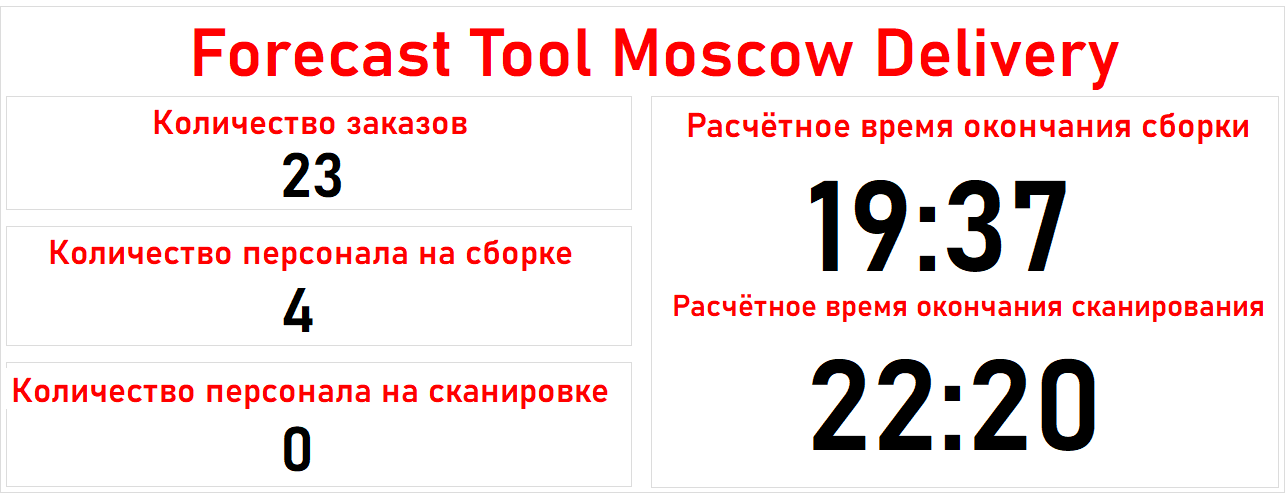 Forecast Tool Moscow Delivery
Количество заказов
23
Количество персонала на сборке
4
Количество персонала на сканировке
0
Расчётное время окончания сборки
19:37
Расчётное время окончания сканирования
22:20